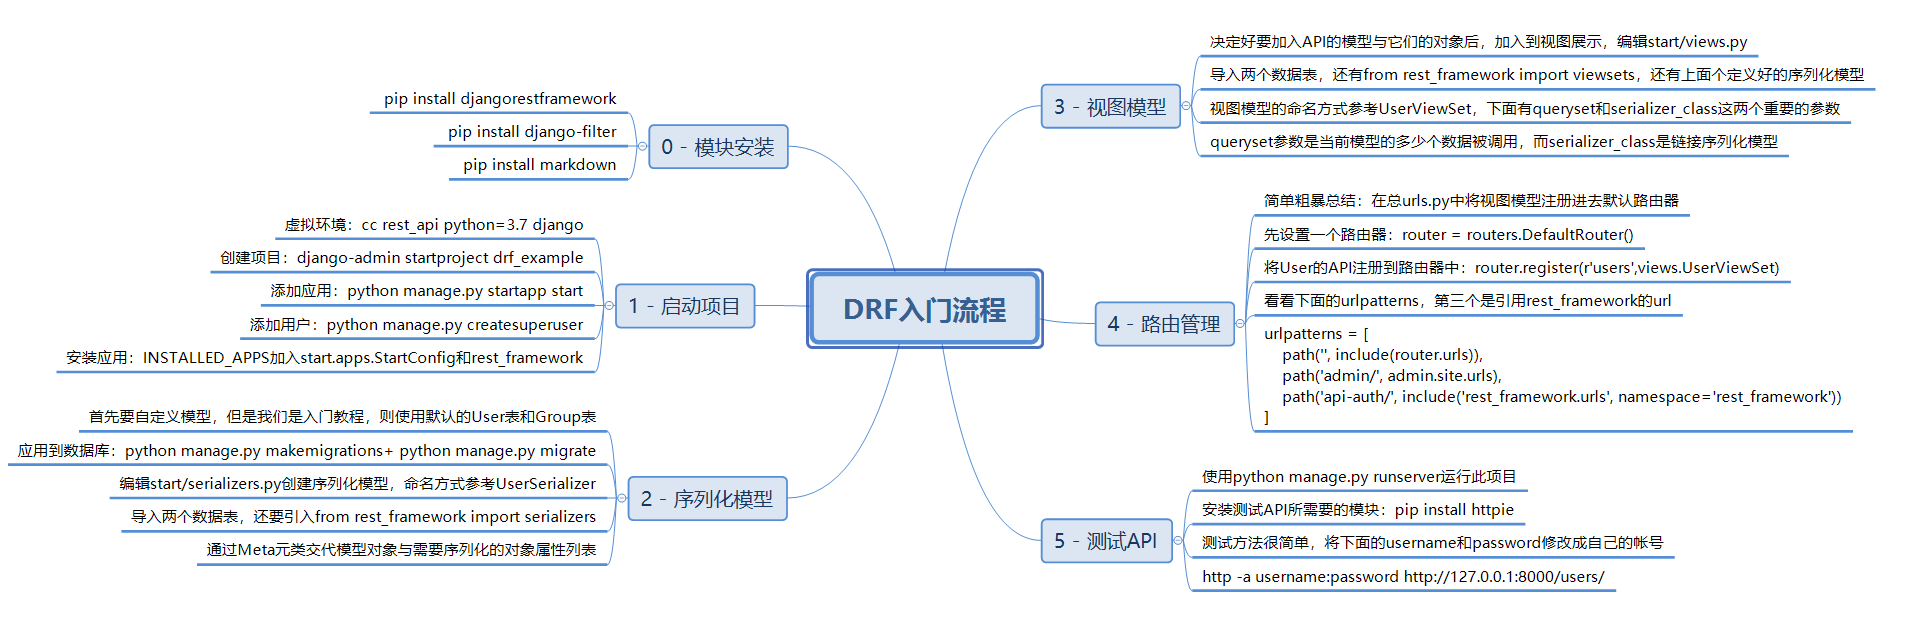 DRF入门流程
0 - 模块安装
pip install djangorestframework
pip install django-filter
pip install markdown
1 - 启动项目
虚拟环境：cc rest_api python=3.7 django
创建项目：django-admin startproject drf_example
添加应用：python manage.py startapp start
添加用户：python manage.py createsuperuser
安装应用：INSTALLED_APPS加入start.apps.StartConfig和rest_framework
2 - 序列化模型
首先要自定义模型，但是我们是入门教程，则使用默认的User表和Group表
应用到数据库：python manage.py makemigrations+ python manage.py migrate
编辑start/serializers.py创建序列化模型，命名方式参考UserSerializer
导入两个数据表，还要引入from rest_framework import serializers
通过Meta元类交代模型对象与需要序列化的对象属性列表
3 - 视图模型
决定好要加入API的模型与它们的对象后，加入到视图展示，编辑start/views.py
导入两个数据表，还有from rest_framework import viewsets，还有上面个定义好的序列化模型
视图模型的命名方式参考UserViewSet，下面有queryset和serializer_class这两个重要的参数
queryset参数是当前模型的多少个数据被调用，而serializer_class是链接序列化模型
4 - 路由管理
简单粗暴总结：在总urls.py中将视图模型注册进去默认路由器
先设置一个路由器：router = routers.DefaultRouter()
将User的API注册到路由器中：router.register(r'users',views.UserViewSet)
看看下面的urlpatterns，第三个是引用rest_framework的url
urlpatterns = [
path('', include(router.urls)),
path('admin/', admin.site.urls),
path('api-auth/', include('rest_framework.urls', namespace='rest_framework'))
]
5 - 测试API
使用python manage.py runserver运行此项目
安装测试API所需要的模块：pip install httpie
测试方法很简单，将下面的username和password修改成自己的帐号
http -a username:password http://127.0.0.1:8000/users/